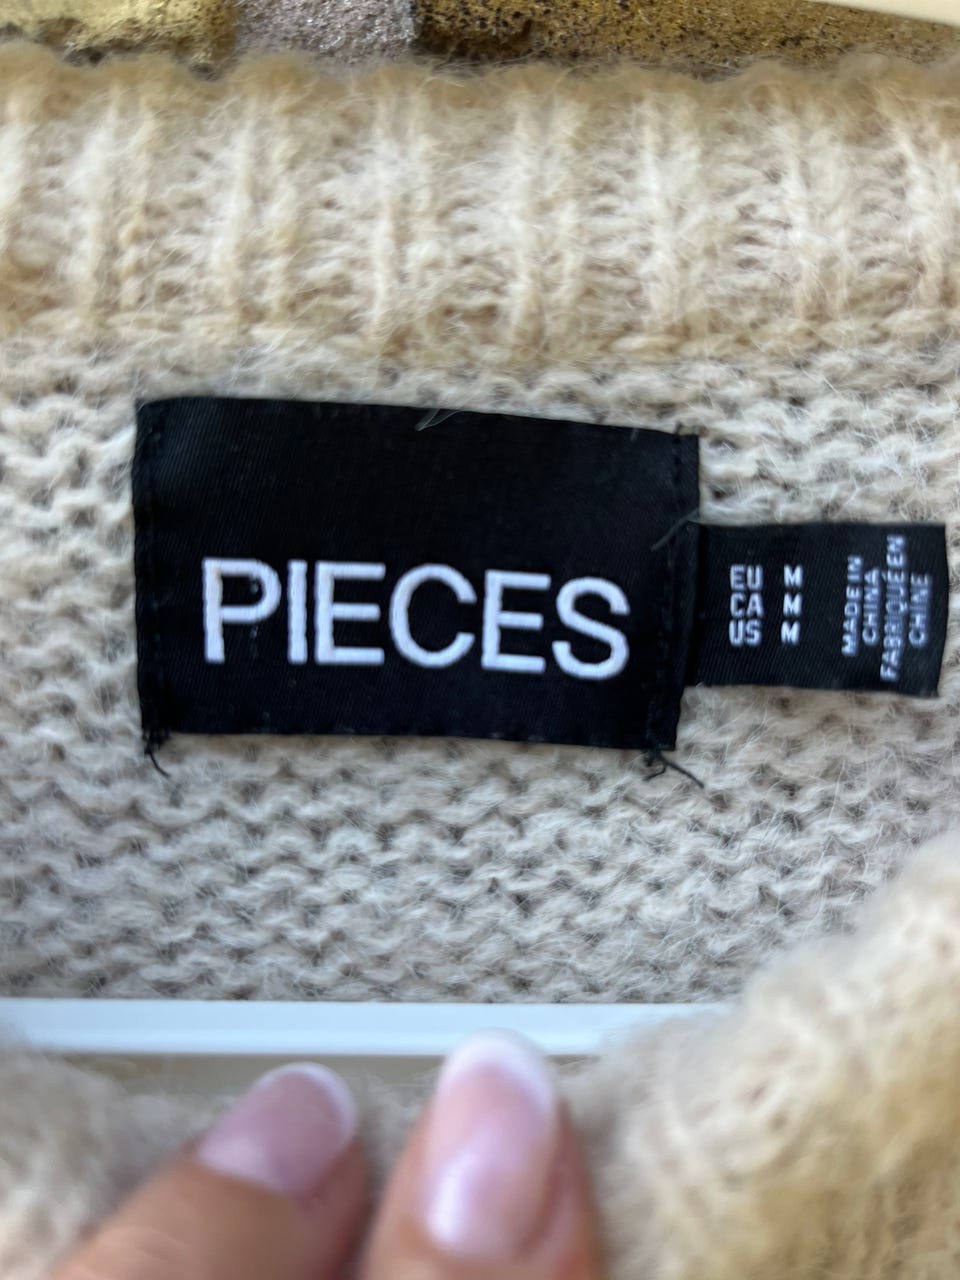 PIECES
EU M
CA M
US M
MADE IN
CHINA
FABRIQUÉ EN
CHINE